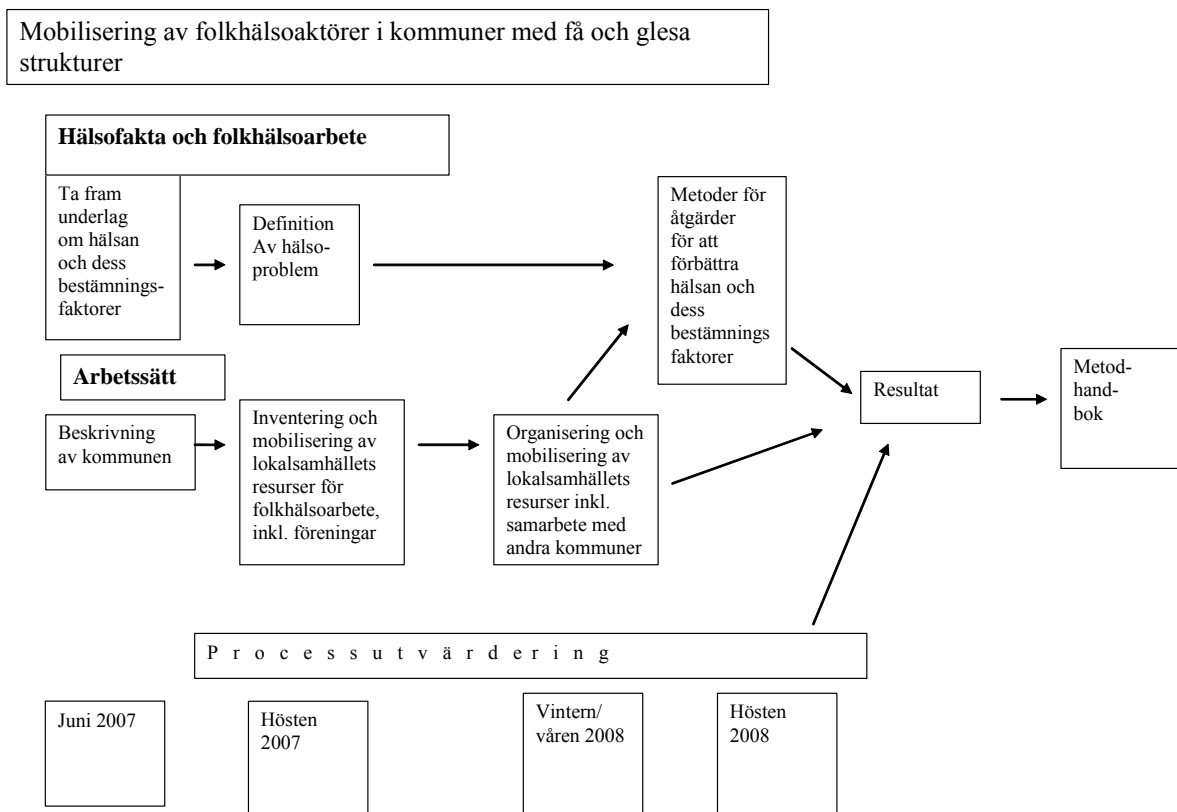 Mobilisering av folkhälsoaktörer i kommuner med få och glesa
strukturer
Hälsofakta och folkhälsoarbete
Ta fram
underlag
om hälsan
och dess
bestämnings-
faktorer
Definition
Av hälso-
problem
Metoder för
åtgärder
för att
förbättra
hälsan och
dess
bestämnings
faktorer
Arbetssätt
Beskrivning
av kommunen
Inventering och
mobilisering av
lokalsamhällets
resurser för
folkhälsoarbete,
inkl. föreningar
Organisering och
mobilisering av
lokalsamhällets
resurser inkl.
samarbete med
andra kommuner
Resultat
Metod-
hand-
bok
P r o c e s s u t v ä r d e r i n g
Juni 2007
Hösten
2007
Vintern/
våren 2008
Hösten
2008